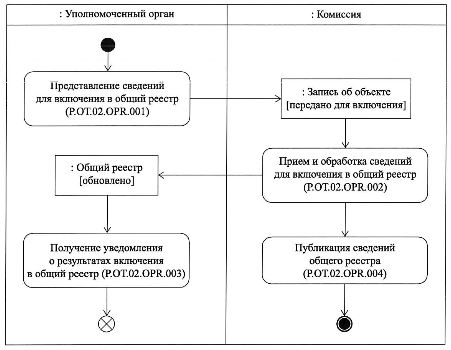 : Уполномоченный орган
: Комиссия
Представление сведений
для включения в общий реестр
(P.OT.02.OPR.001)
: Запись об объекте
[передано для включения]
: Общий реестр
[обновлено]
Прием и обработка сведений
для включения в общий реестр
(P.OT.02.OPR.002)
Получение уведомления
о результатах включения
в общий реестр (P.OT.02.OPR.003)
Публикация сведений
общего реестра
(P.OT.02.OPR.004)